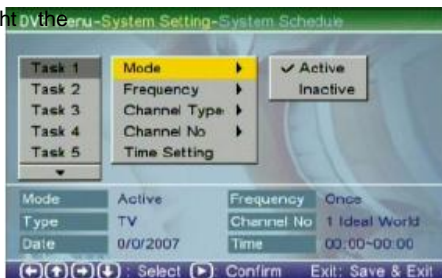 ht the
DVB Menu-System Setting-System Schedule
Task 1
Task 2
Task 3
Task 4
Task 5
Mode
Frequency
Channel Type
Channel No
Time Setting
Active
Inactive
Mode Active Frequency Once
Type TV Channel No 1 Ideal World
Date 0/0/2007 Time 00:00~00:00
: Select : Confirm Exit: Save & Exit